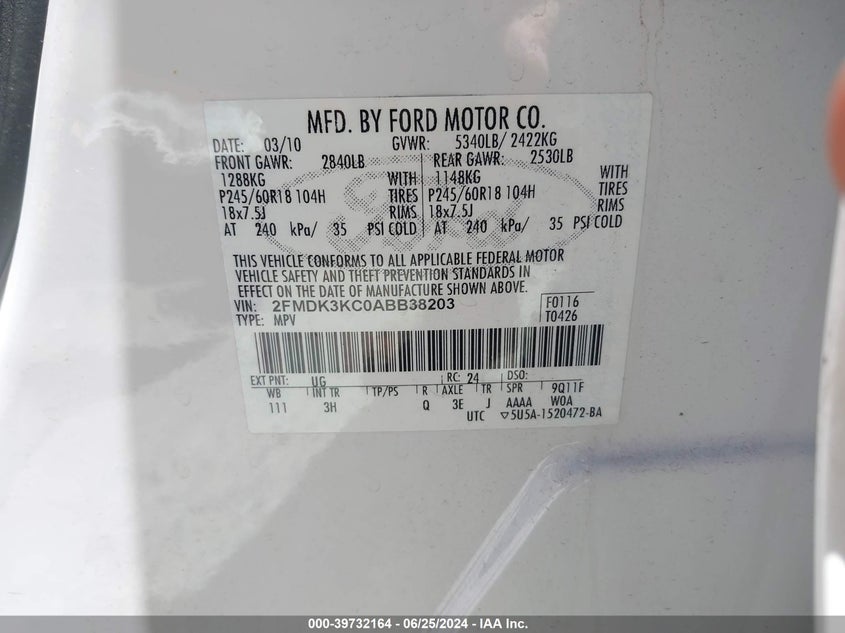 MFD. BY FORD MOTOR CO.
DATE: 03/10 GVWR: 5340LB/ 2422KG
FRONT GAWR: 2840LB REAR GAWR: 2530LB
1288KG WITH 1148KG WITH
P245/60R18 104H TIRES P245/60R18 104H TIRES
18x7.5J RIMS 18x7.5J RIMS
AT 240 kPa/ 35 PSI COLD AT 240 kPa/ 35 PSI COLD
THIS VEHICLE CONFORMS TO ALL APPLICABLE FEDERAL MOTOR
VEHICLE SAFETY AND THEFT PREVENTION STANDARDS IN
EFFECT ON THE DATE OF MANUFACTURE SHOWN ABOVE.
VIN: 2FMDK3KC0ABB38203 F0116
TYPE: MPV T0426
EXT PNT: UG RC: 24 DSO:
WB INT TR TP/PS R AXLE TR SPR 9Q11F
111 3H Q 3E J AAAA W0A
UTC ▽5U5A-1520472-BA
000-39732164 - 06/25/2024 - IAA Inc.